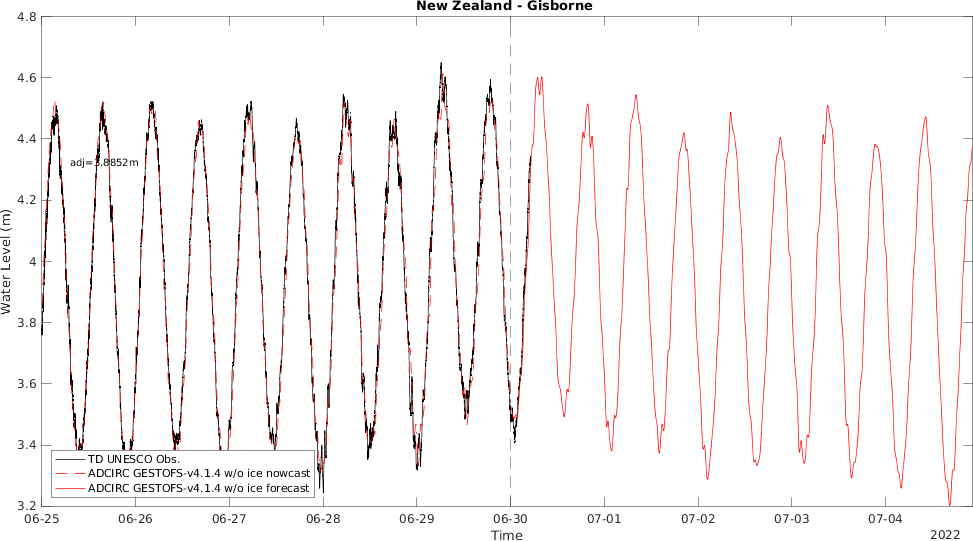 New Zealand - Gisborne
4.8
4.6
4.4
adj=3.8852m
4.2
4
3.8
3.6
3.4
3.2
Water Level (m)
TD UNESCO Obs.
ADCIRC GESTOFS-v4.1.4 w/o ice nowcast
ADCIRC GESTOFS-v4.1.4 w/o ice forecast
06-25 06-26 06-27 06-28 06-29 06-30 07-01 07-02 07-03 07-04
Time
2022